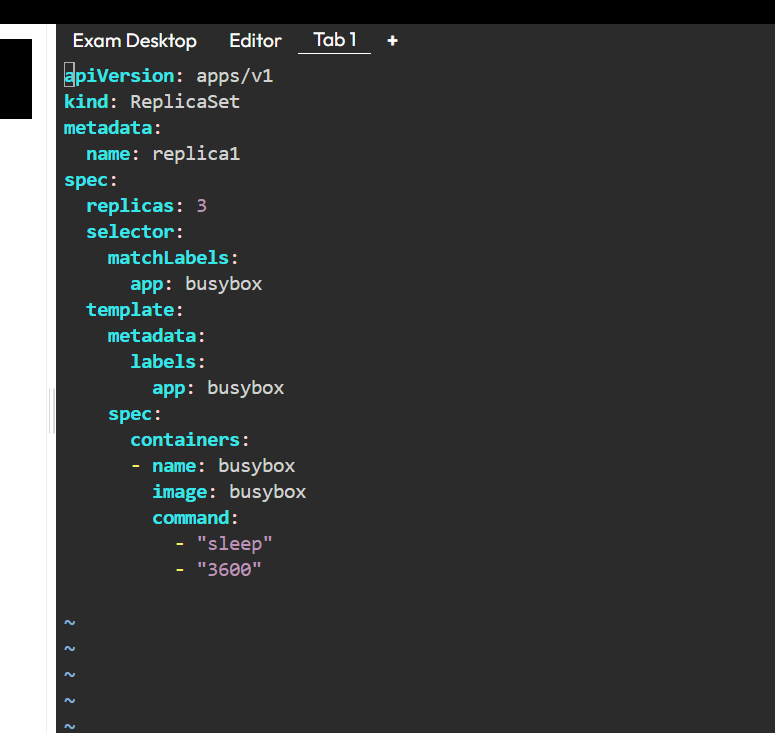 Exam Desktop Editor Tab 1 +
apiVersion: apps/v1
kind: ReplicaSet
metadata:
  name: replica1
spec:
  replicas: 3
  selector:
    matchLabels:
      app: busybox
  template:
    metadata:
      labels:
        app: busybox
    spec:
      containers:
      - name: busybox
        image: busybox
        command:
          - "sleep"
          - "3600"
~
~
~
~
~